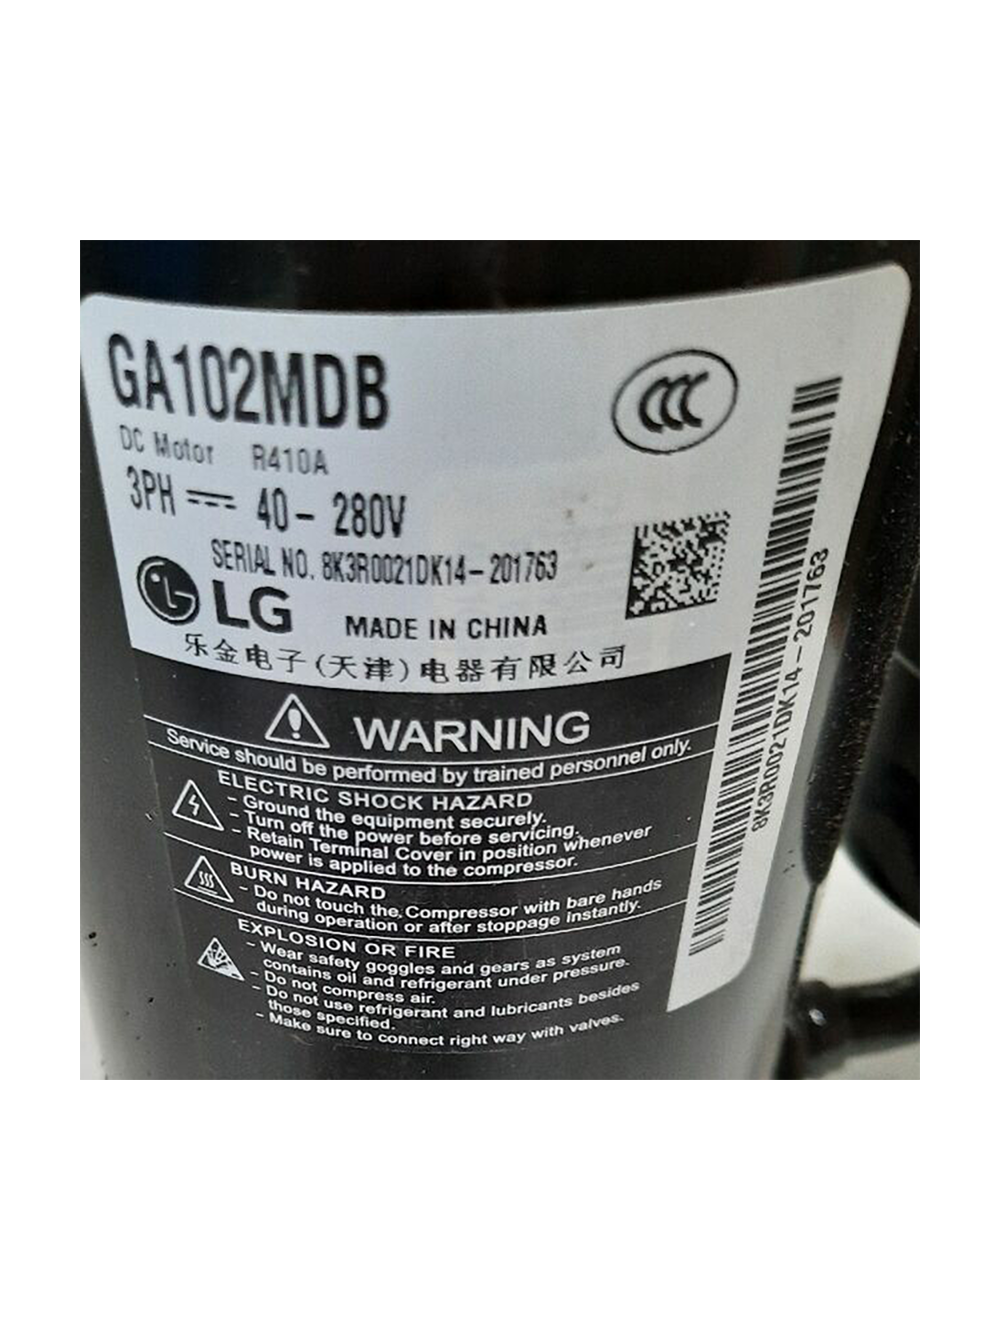 GA102MDB
DC Motor R410A
3PH 40 - 280V
SERIAL NO. 8K3R0021DK14-201763
LG MADE IN CHINA
乐金电子(天津)电器有限公司
CCC
8K3R0021DK14-201763
WARNING
Service should be performed by trained personnel only.
ELECTRIC SHOCK HAZARD
- Ground the equipment securely.
- Turn off the power before servicing.
- Retain Terminal Cover in position whenever
power is applied to the compressor.
BURN HAZARD
- Do not touch the Compressor with bare hands
during operation or after stoppage instantly.
EXPLOSION OR FIRE
- Wear safety goggles and gears as system
contains oil and refrigerant under pressure.
- Do not compress air.
- Do not use refrigerant and lubricants besides
those specified.
- Make sure to connect right way with valves.